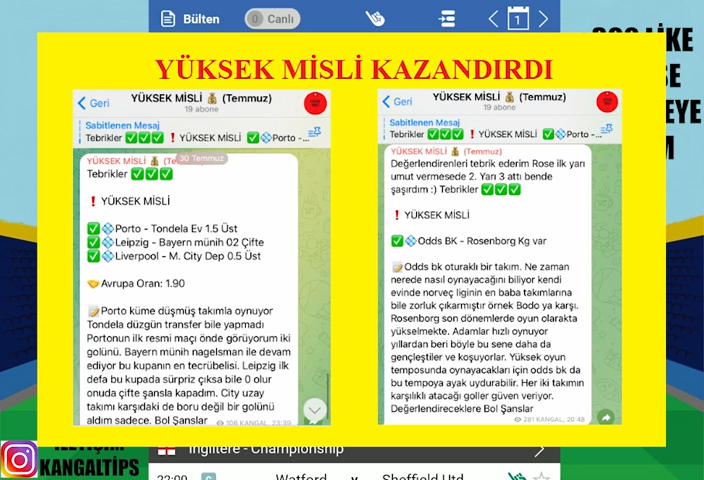 Bülten
0 Canlı
1
YÜKSEK MİSLİ KAZANDIRDI
Geri
YÜKSEK MİSLİ 💰 (Temmuz)
19 abone
Sabitlenen Mesaj
Tebrikler ✅✅✅ ❗ YÜKSEK MİSLİ ✅💠Porto -...
YÜKSEK MİSLİ 💰
30 Temmuz
Tebrikler ✅✅✅
❗ YÜKSEK MİSLİ
✅💠Porto - Tondela Ev 1.5 Üst
✅💠Leipzig - Bayern münih 02 Çifte
✅💠Liverpool - M. City Dep 0.5 Üst
🤝Avrupa Oran: 1.90
📝Porto küme düşmüş takımla oynuyor
Tondela düzgün transfer bile yapmadı
Portonun ilk resmi maçı önde görüyorum iki
golünü. Bayern münih nagelsman ile devam
ediyor bu kupanın en tecrübelisi. Leipzig ilk
defa bu kupada sürpriz çıksa bile 0 olur
onuda çifte şansla kapadım. City uzay
takımı karşıdaki de boru değil bir golünü
aldım sadece. Bol Şanslar
106 KANGAL, 23:39
Geri
YÜKSEK MİSLİ 💰 (Temmuz)
19 abone
Sabitlenen Mesaj
Tebrikler ✅✅✅ ❗ YÜKSEK MİSLİ ✅💠Porto -...
YÜKSEK MİSLİ 💰 (Temmuz)
Değerlendirenleri tebrik ederim Rose ilk yarı
umut vermesede 2. Yarı 3 attı bende
şaşırdım :) Tebrikler ✅✅✅
❗ YÜKSEK MİSLİ
✅💠Odds BK - Rosenborg Kg var
📝Odds bk oturaklı bir takım. Ne zaman
nerede nasıl oynayacağını biliyor kendi
evinde norveç liginin en baba takımlarına
bile zorluk çıkarmıştır örnek Bodo ya karşı.
Rosenborg son dönemlerde oyun olarakta
yükselmekte. Adamlar hızlı oynuyor
yıllardan beri böyle bu sene daha da
gençleştiler ve koşuyorlar. Yüksek oyun
temposunda oynayacakları için odds bk da
bu tempoya ayak uydurabilir. Her iki takımın
karşılıklı atacağı goller güven veriyor.
Değerlendireceklere Bol Şanslar
281 KANGAL, 20:48
KANGALTİPS
İngiltere - Championship
22:00 C Watford v Sheffield Utd